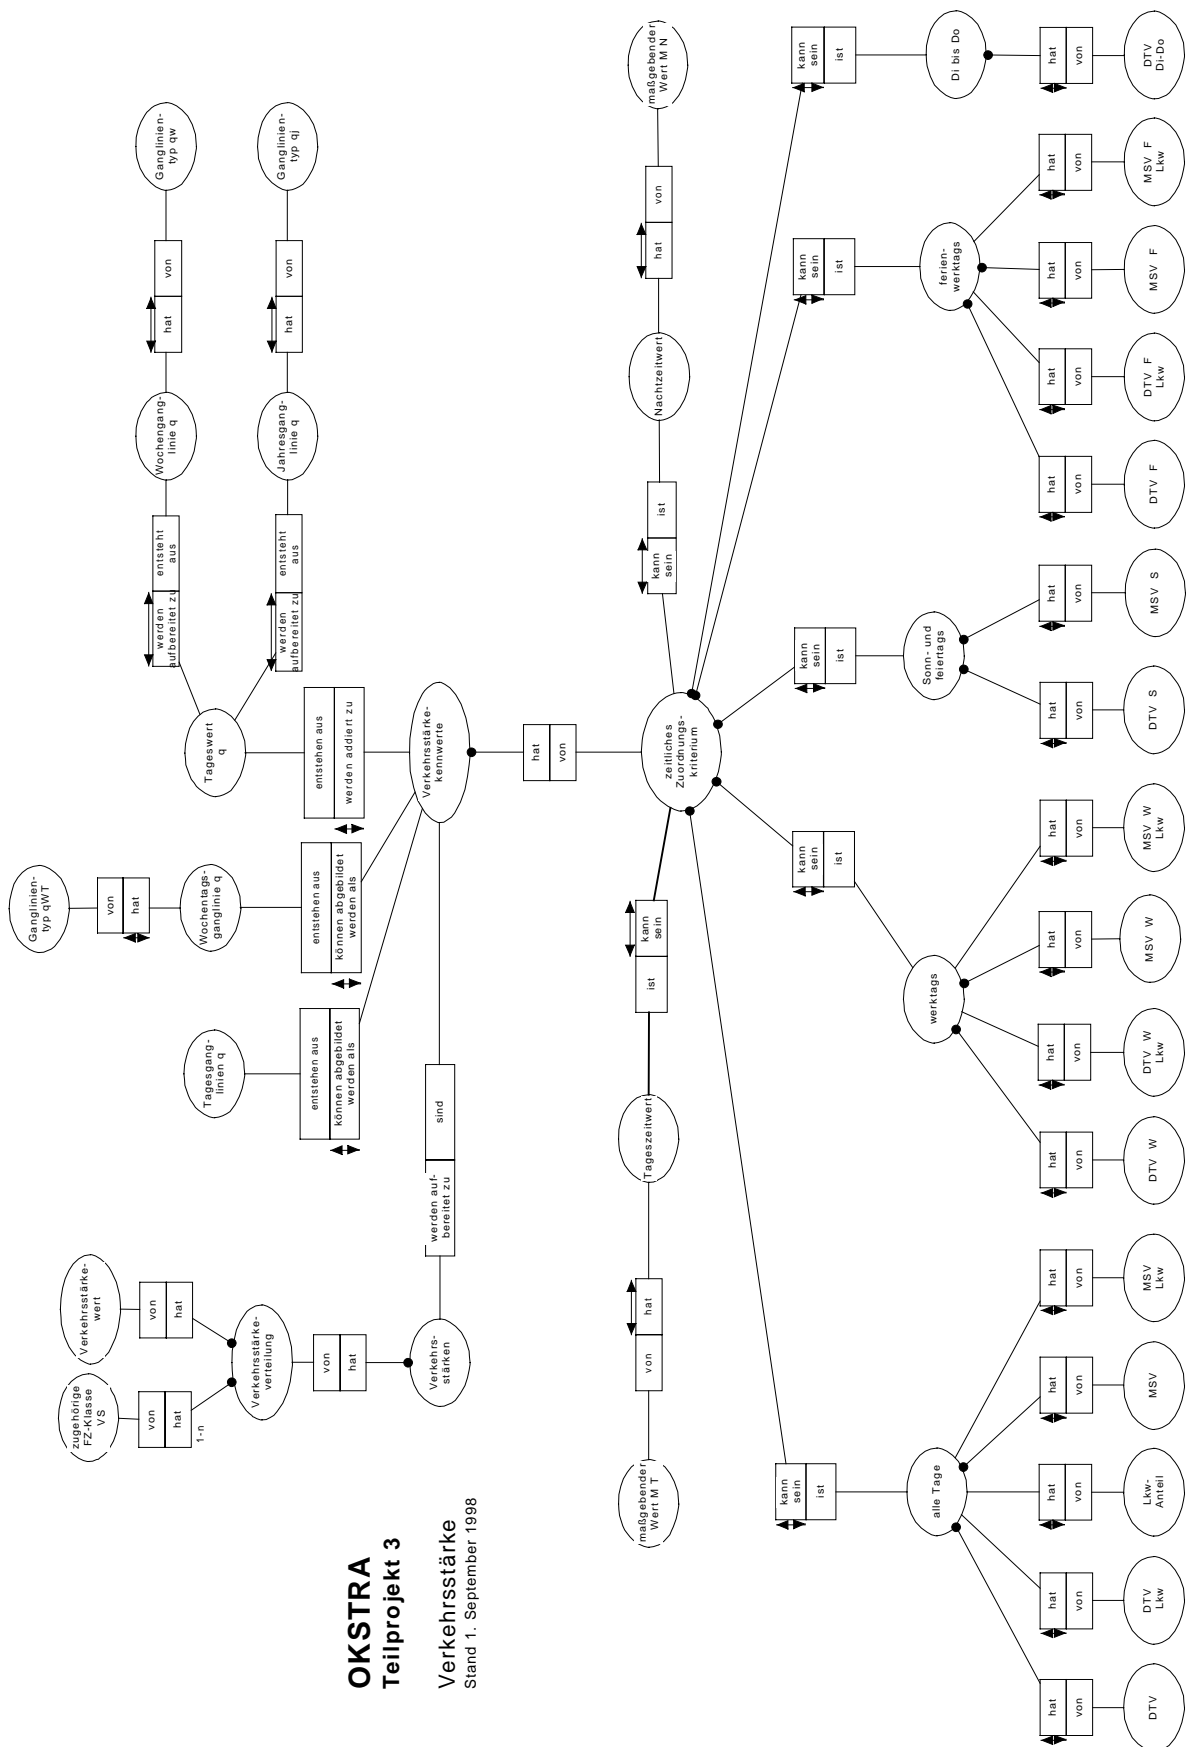 OKSTRA
Teilprojekt 3
Verkehrsstärke
Stand 1. September 1998
zugehörige
FZ-Klasse
VS
von
hat
1-n
Verkehrsstärke-
wert
von
hat
Verkehrsstärke-
verteilung
von
hat
Verkehrs-
stärken
werden auf-
bereitet zu
sind
Tagesgang-
linien q
entstehen aus
können abgebildet
werden als
Ganglinien-
typ qWT
von
hat
Wochentags-
ganglinie q
entstehen aus
können abgebildet
werden als
Tageswert
q
entstehen aus
werden addiert zu
Verkehrsstärke-
kennwerte
werden
aufbereitet zu
entsteht
aus
Wochengang-
linie q
hat
von
Ganglinien-
typ qw
werden
aufbereitet zu
entsteht
aus
Jahresgang-
linie q
hat
von
Ganglinien-
typ qj
hat
von
maßgebender
Wert M T
von
hat
Tageszeitwert
ist
kann
sein
zeitliches
Zuordnungs-
kriterium
kann
sein
ist
Nachtzeitwert
hat
von
maßgebender
Wert M N
kann
sein
ist
alle Tage
hat
von
DTV
hat
von
DTV
Lkw
hat
von
Lkw-
Anteil
hat
von
MSV
hat
von
MSV
Lkw
kann
sein
ist
werktags
hat
von
DTV W
hat
von
DTV W
Lkw
hat
von
MSV W
hat
von
MSV W
Lkw
kann
sein
ist
Sonn- und
feiertags
hat
von
DTV S
hat
von
MSV S
kann
sein
ist
ferien-
werktags
hat
von
DTV F
hat
von
DTV F
Lkw
hat
von
MSV F
hat
von
MSV F
Lkw
kann
sein
ist
Di bis Do
hat
von
DTV
Di-Do